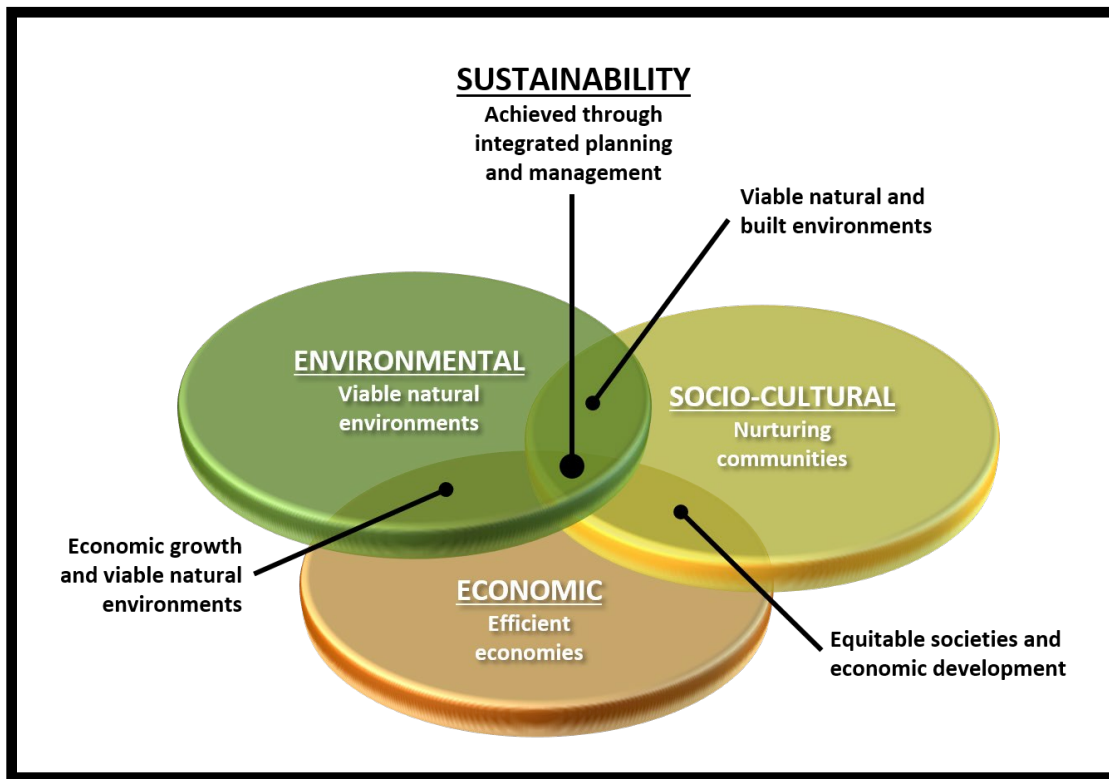 SUSTAINABILITY
Achieved through
integrated planning
and management
Viable natural and
built environments
ENVIRONMENTAL
Viable natural
environments
SOCIO-CULTURAL
Nurturing
communities
Economic growth
and viable natural
environments
ECONOMIC
Efficient
economies
Equitable societies and
economic development